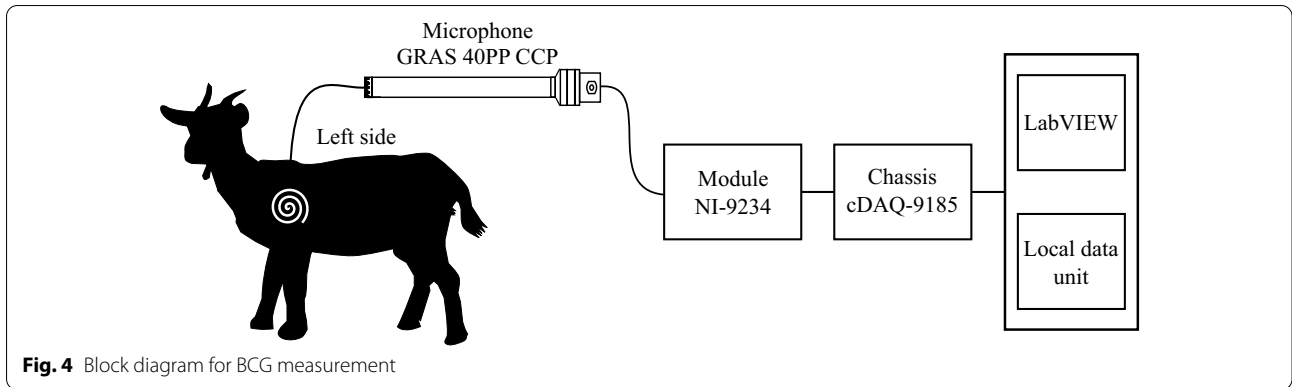 Microphone
GRAS 40PP CCP
Left side
Module
NI-9234
Chassis
cDAQ-9185
LabVIEW
Local data
unit
Fig. 4 Block diagram for BCG measurement